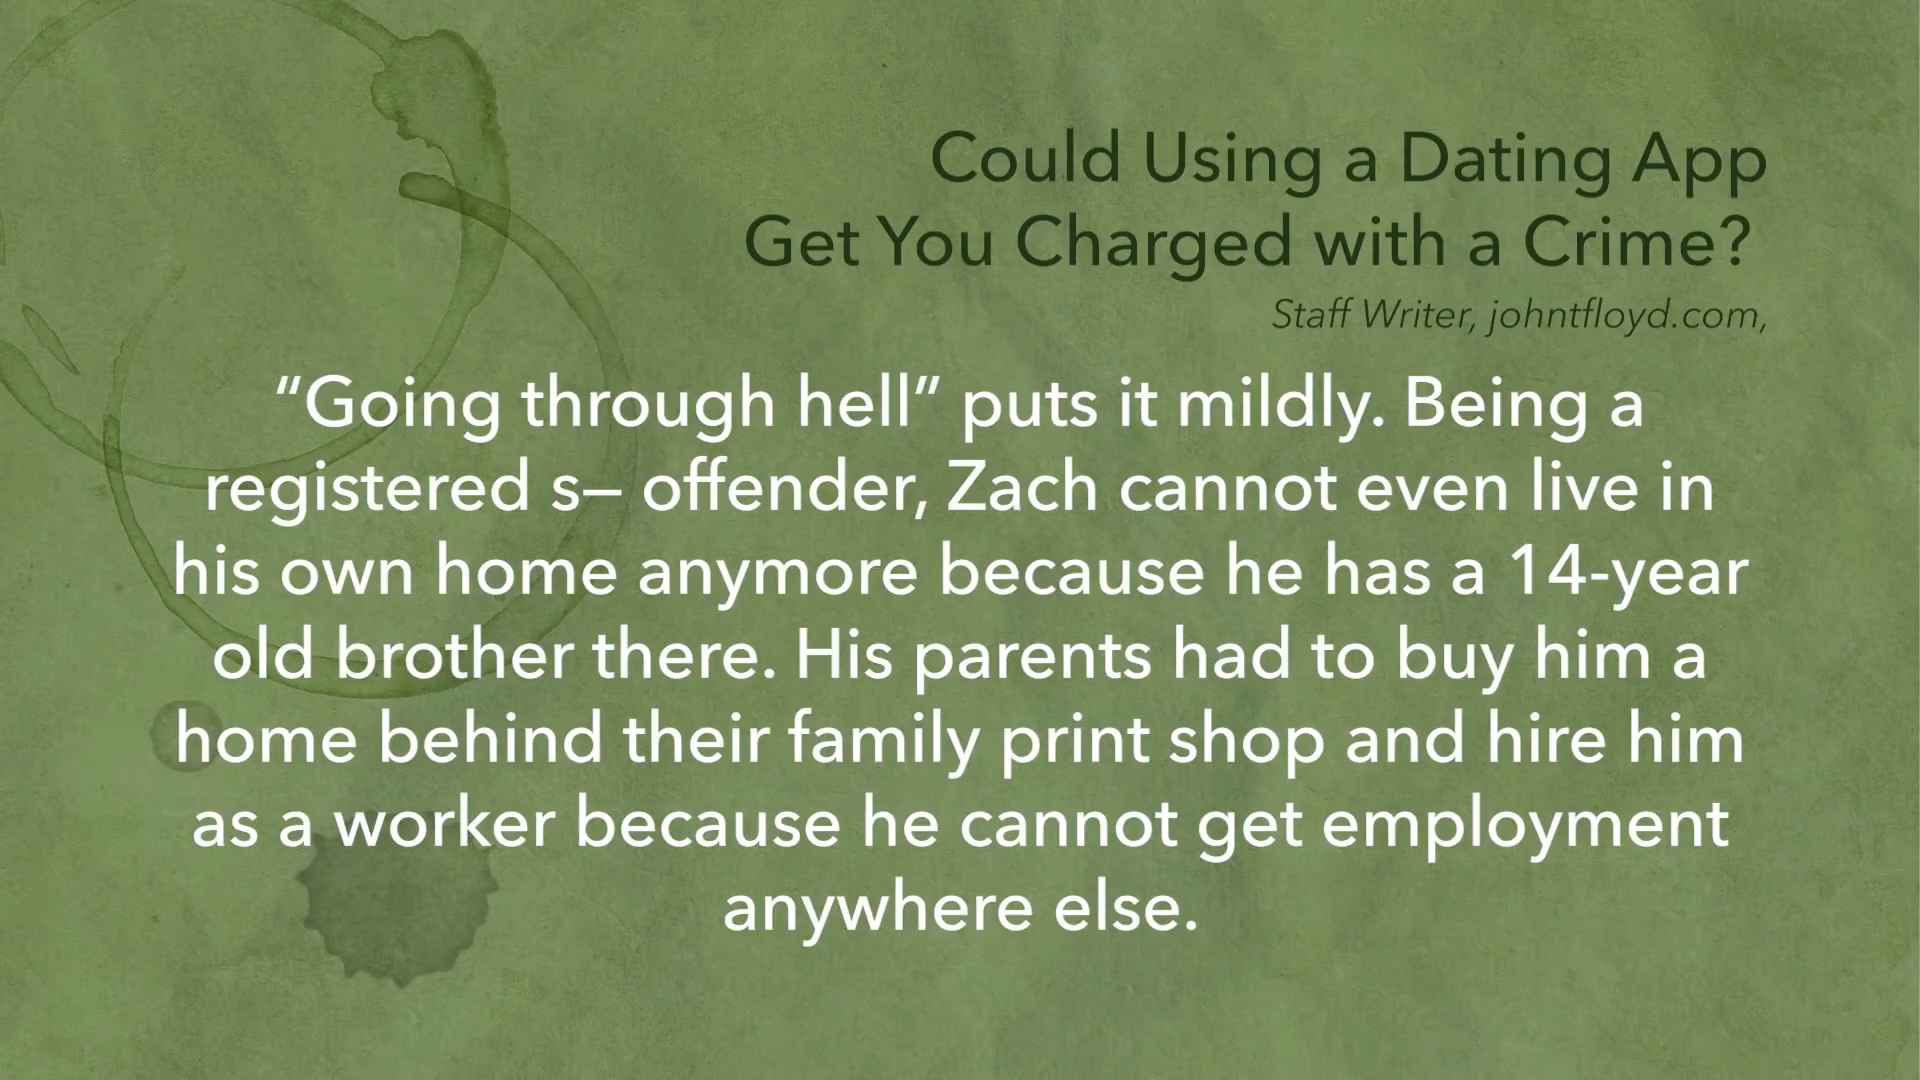 Could Using a Dating App
Get You Charged with a Crime?
Staff Writer, johntfloyd.com,
“Going through hell” puts it mildly. Being a
registered s– offender, Zach cannot even live in
his own home anymore because he has a 14-year
old brother there. His parents had to buy him a
home behind their family print shop and hire him
as a worker because he cannot get employment
anywhere else.